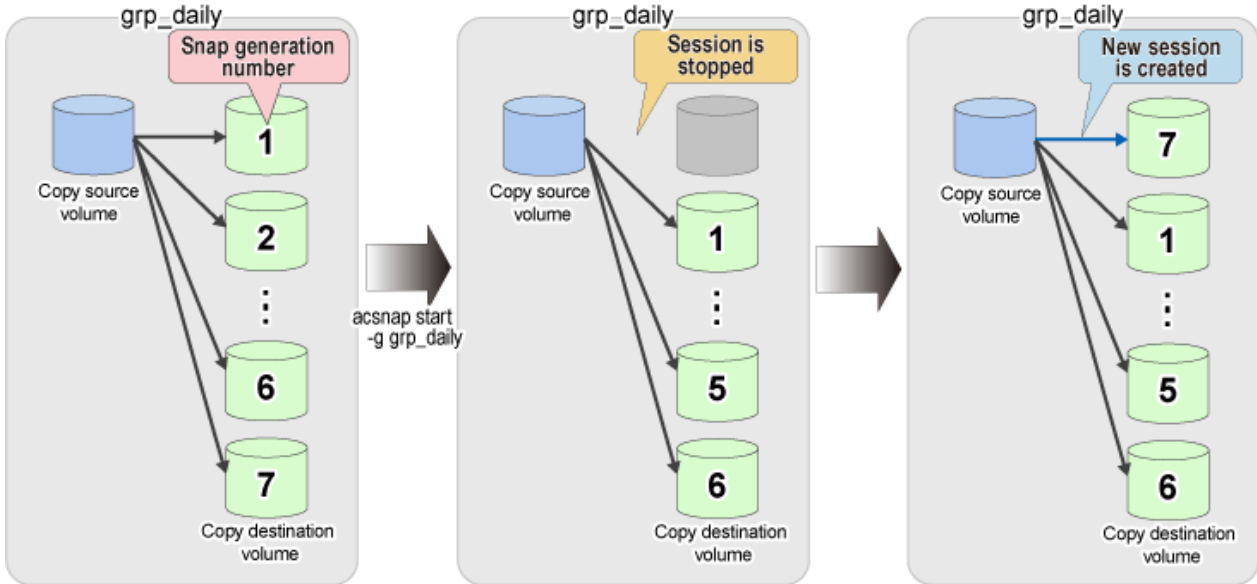 grp_daily
Snap generation
number
1
Copy source
volume
2
⋮
6
7
Copy destination
volume
acsnap start
-g grp_daily
grp_daily
Session is
stopped
Copy source
volume
1
⋮
5
6
Copy destination
volume
grp_daily
New session
is created
7
Copy source
volume
1
⋮
5
6
Copy destination
volume